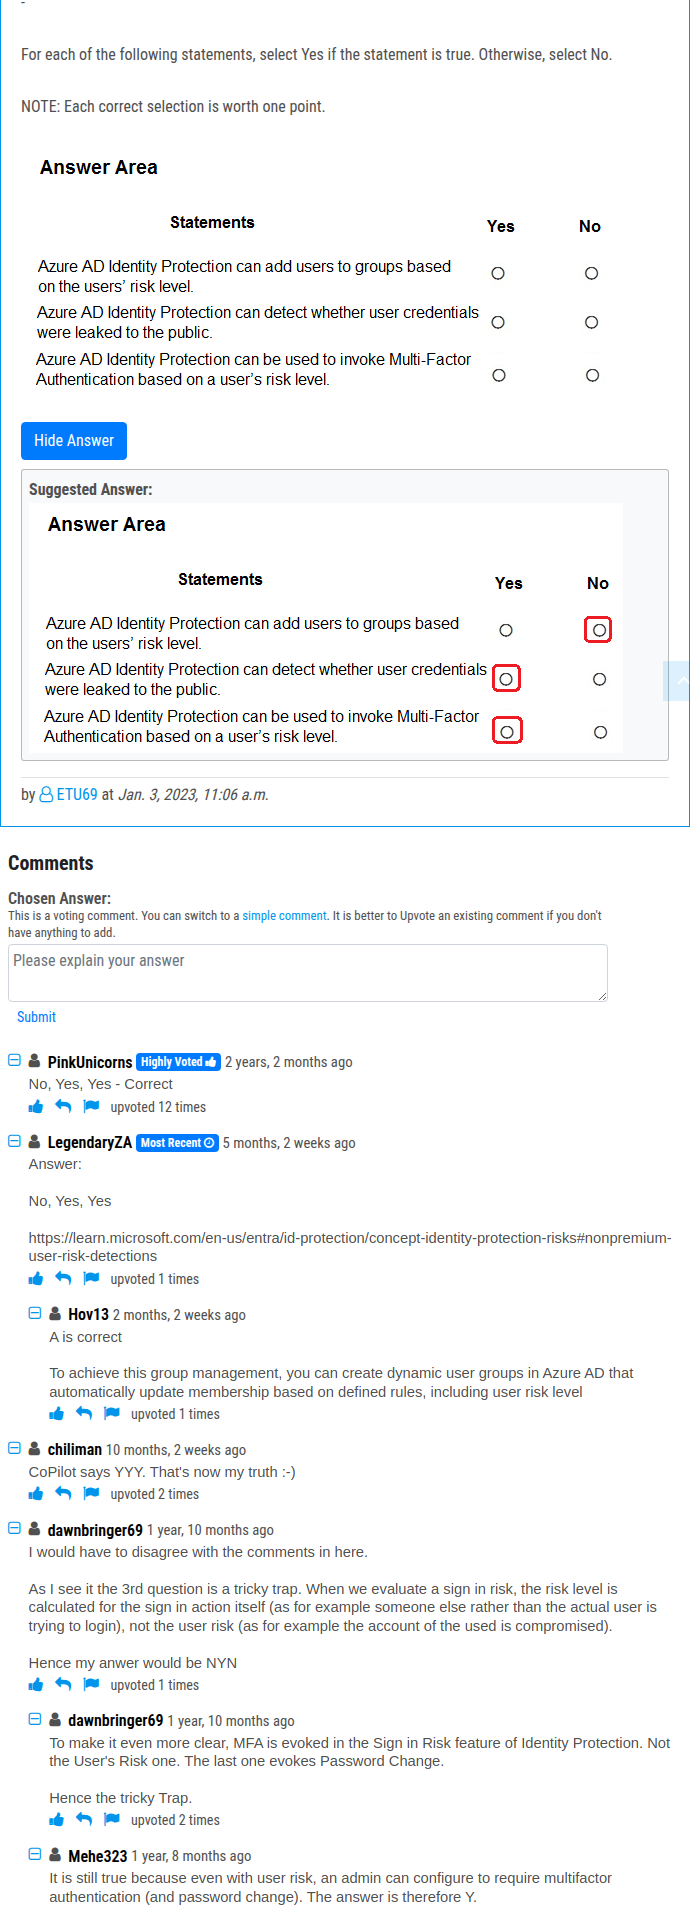 -
For each of the following statements, select Yes if the statement is true. Otherwise, select No.
NOTE: Each correct selection is worth one point.
Answer Area
Statements Yes No
Azure AD Identity Protection can add users to groups based
on the users' risk level.
Azure AD Identity Protection can detect whether user credentials
were leaked to the public.
Azure AD Identity Protection can be used to invoke Multi-Factor
Authentication based on a user's risk level.
Hide Answer
Suggested Answer:
Answer Area
Statements Yes No
Azure AD Identity Protection can add users to groups based
on the users' risk level.
Azure AD Identity Protection can detect whether user credentials
were leaked to the public.
Azure AD Identity Protection can be used to invoke Multi-Factor
Authentication based on a user's risk level.
by ETU69 at Jan. 3, 2023, 11:06 a.m.
Comments
Chosen Answer:
This is a voting comment. You can switch to a simple comment. It is better to Upvote an existing comment if you don't
have anything to add.
Please explain your answer
Submit
PinkUnicorns Highly Voted 2 years, 2 months ago
No, Yes, Yes - Correct
upvoted 12 times
LegendaryZA Most Recent 5 months, 2 weeks ago
Answer:
No, Yes, Yes
https://learn.microsoft.com/en-us/entra/id-protection/concept-identity-protection-risks#nonpremium-
user-risk-detections
upvoted 1 times
Hov13 2 months, 2 weeks ago
A is correct
To achieve this group management, you can create dynamic user groups in Azure AD that
automatically update membership based on defined rules, including user risk level
upvoted 1 times
chiliman 10 months, 2 weeks ago
CoPilot says YYY. That's now my truth :-)
upvoted 2 times
dawnbringer69 1 year, 10 months ago
I would have to disagree with the comments in here.
As I see it the 3rd question is a tricky trap. When we evaluate a sign in risk, the risk level is
calculated for the sign in action itself (as for example someone else rather than the actual user is
trying to login), not the user risk (as for example the account of the used is compromised).
Hence my anwer would be NYN
upvoted 1 times
dawnbringer69 1 year, 10 months ago
To make it even more clear, MFA is evoked in the Sign in Risk feature of Identity Protection. Not
the User's Risk one. The last one evokes Password Change.
Hence the tricky Trap.
upvoted 2 times
Mehe323 1 year, 8 months ago
It is still true because even with user risk, an admin can configure to require multifactor
authentication (and password change). The answer is therefore Y.